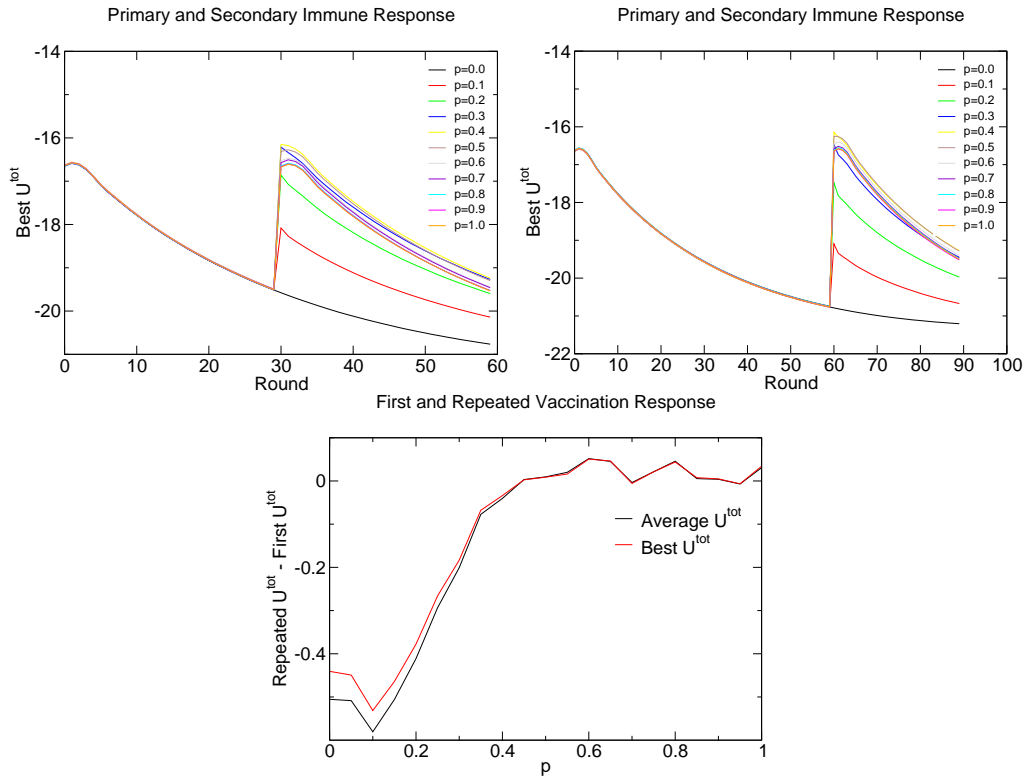 Primary and Secondary Immune Response
-14
-16
-18
-20
Best U^tot
0
10
20
30
40
50
60
Round
p=0.0
p=0.1
p=0.2
p=0.3
p=0.4
p=0.5
p=0.6
p=0.7
p=0.8
p=0.9
p=1.0
Primary and Secondary Immune Response
-14
-16
-18
-20
-22
Best U^tot
0
10
20
30
40
50
60
70
80
90
100
Round
p=0.0
p=0.1
p=0.2
p=0.3
p=0.4
p=0.5
p=0.6
p=0.7
p=0.8
p=0.9
p=1.0
First and Repeated Vaccination Response
0
-0.2
-0.4
Repeated U^tot - First U^tot
Average U^tot
Best U^tot
0
0.2
0.4
0.6
0.8
1
p